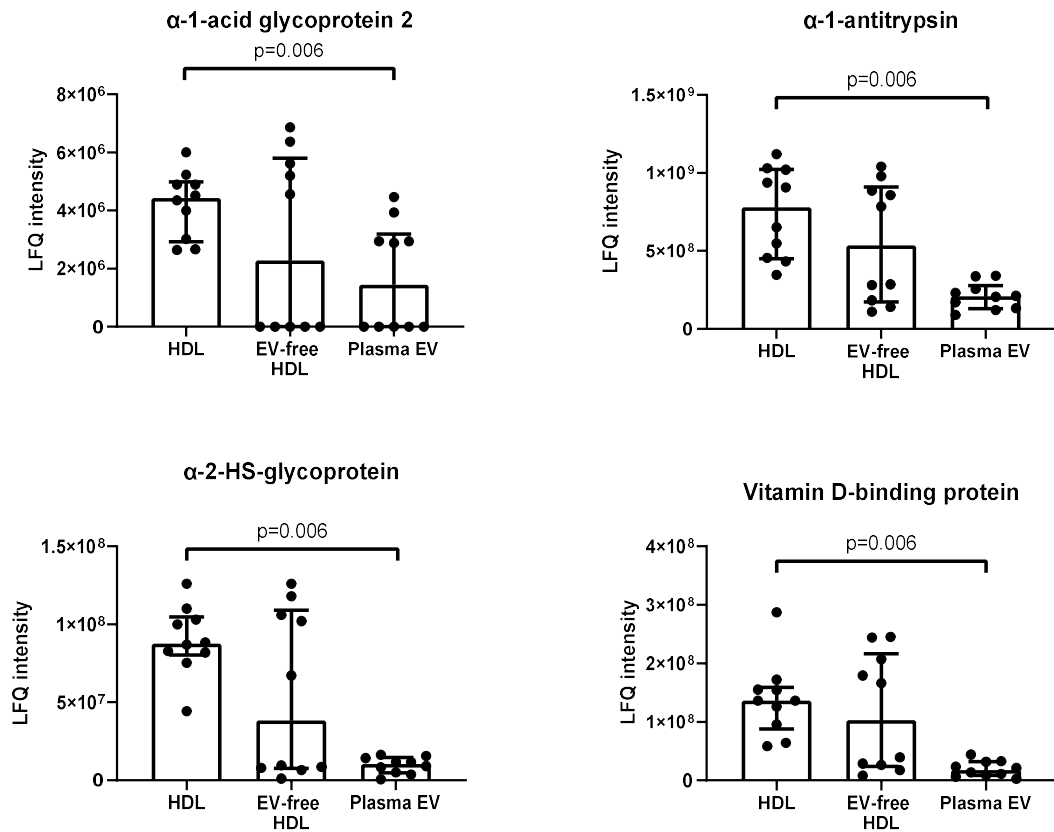 α-1-acid glycoprotein 2
p=0.006
8×10⁶
6×10⁶
4×10⁶
2×10⁶
0
LFQ intensity
HDL
EV-free
HDL
Plasma EV
α-1-antitrypsin
p=0.006
1.5×10⁹
1×10⁹
5×10⁸
0
LFQ intensity
HDL
EV-free
HDL
Plasma EV
α-2-HS-glycoprotein
p=0.006
1.5×10⁸
1×10⁸
5×10⁷
0
LFQ intensity
HDL
EV-free
HDL
Plasma EV
Vitamin D-binding protein
p=0.006
4×10⁸
3×10⁸
2×10⁸
1×10⁸
0
LFQ intensity
HDL
EV-free
HDL
Plasma EV